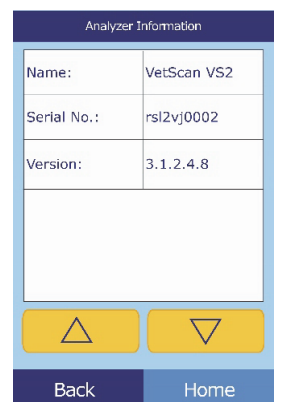 Analyzer Information
Name: VetScan VS2
Serial No.: rsl2vj0002
Version: 3.1.2.4.8
Back Home